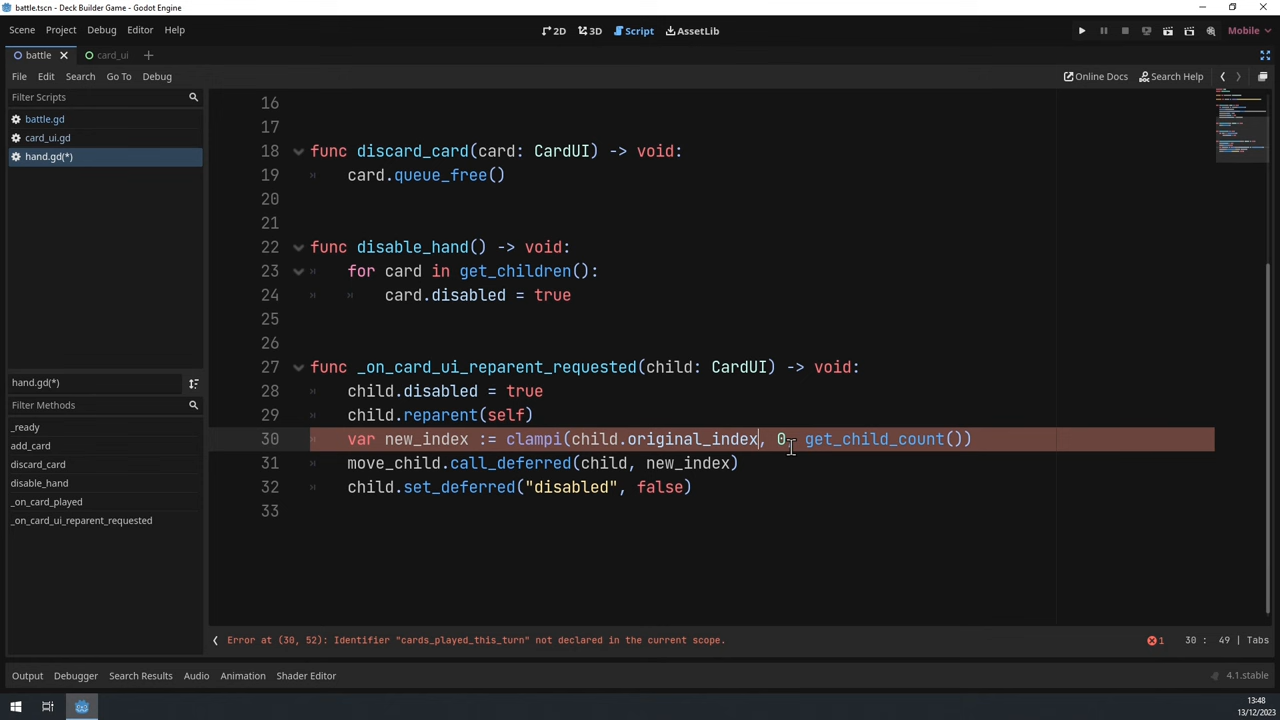 battle.tscn - Deck Builder Game - Godot Engine
Scene Project Debug Editor Help
2D 3D Script AssetLib
Mobile
battle card_ui
File Edit Search Go To Debug
Online Docs Search Help
Filter Scripts
battle.gd
card_ui.gd
hand.gd(*)
hand.gd(*)
Filter Methods
_ready
add_card
discard_card
disable_hand
_on_card_played
_on_card_ui_reparent_requested
16
17
18 func discard_card(card: CardUI) -> void:
19 card.queue_free()
20
21
22 func disable_hand() -> void:
23 for card in get_children():
24 card.disabled = true
25
26
27 func _on_card_ui_reparent_requested(child: CardUI) -> void:
28 child.disabled = true
29 child.reparent(self)
30 var new_index := clampi(child.original_index, 0 get_child_count())
31 move_child.call_deferred(child, new_index)
32 child.set_deferred("disabled", false)
33
Error at (30, 52): Identifier "cards_played_this_turn" not declared in the current scope.
1 30 : 49 | Tabs
Output Debugger Search Results Audio Animation Shader Editor
4.1.stable
13:48
13/12/2023